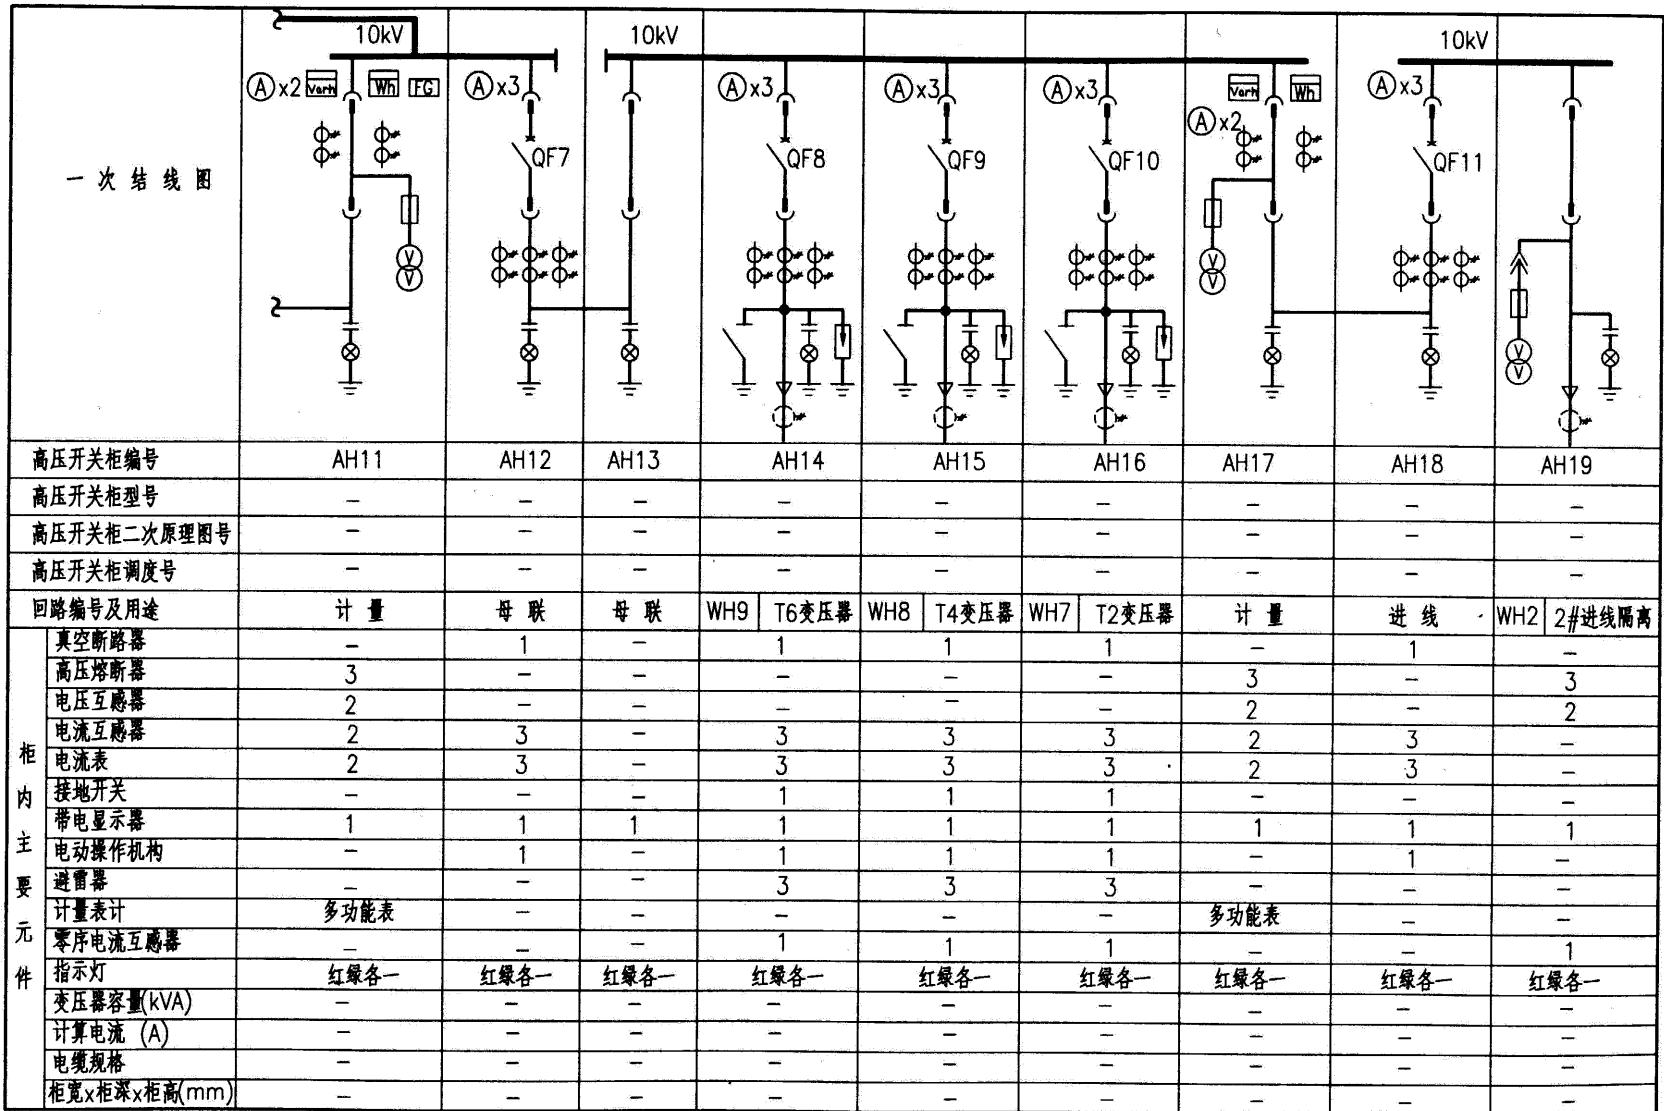 10kV 10kV 10kV
A x2 Varh Wh FG A x3 A x3 A x3 A x3 Varh Wh A x3
A x2
一次结线图 QF7 QF8 QF9 QF10 QF11
V V V
V V V
高压开关柜编号 AH11 AH12 AH13 AH14 AH15 AH16 AH17 AH18 AH19
高压开关柜型号 — — — — — — — — —
高压开关柜二次原理图号 — — — — — — — — —
高压开关柜调度号 — — — — — — — — —
回路编号及用途 计量 母联 母联 WH9 T6变压器 WH8 T4变压器 WH7 T2变压器 计量 进线 WH2 2#进线隔离
柜内主要元件
真空断路器 — 1 — 1 1 1 — 1 —
高压熔断器 3 — — — — — 3 — 3
电压互感器 2 — — — — — 2 — 2
电流互感器 2 3 — 3 3 3 2 3 —
电流表 2 3 — 3 3 3 2 3 —
接地开关 — — — 1 1 1 — — —
带电显示器 1 1 1 1 1 1 1 1 1
电动操作机构 — 1 — 1 1 1 — 1 —
避雷器 — — — 3 3 3 — — —
计量表计 多功能表 — — — — — 多功能表 — —
零序电流互感器 — — — 1 1 1 — — 1
指示灯 红绿各一 红绿各一 红绿各一 红绿各一 红绿各一 红绿各一 红绿各一 红绿各一 红绿各一
变压器容量(kVA) — — — — — — — — —
计算电流 (A) — — — — — — — — —
电缆规格 — — — — — — — — —
柜宽x柜深x柜高(mm) — — — — — — — — —